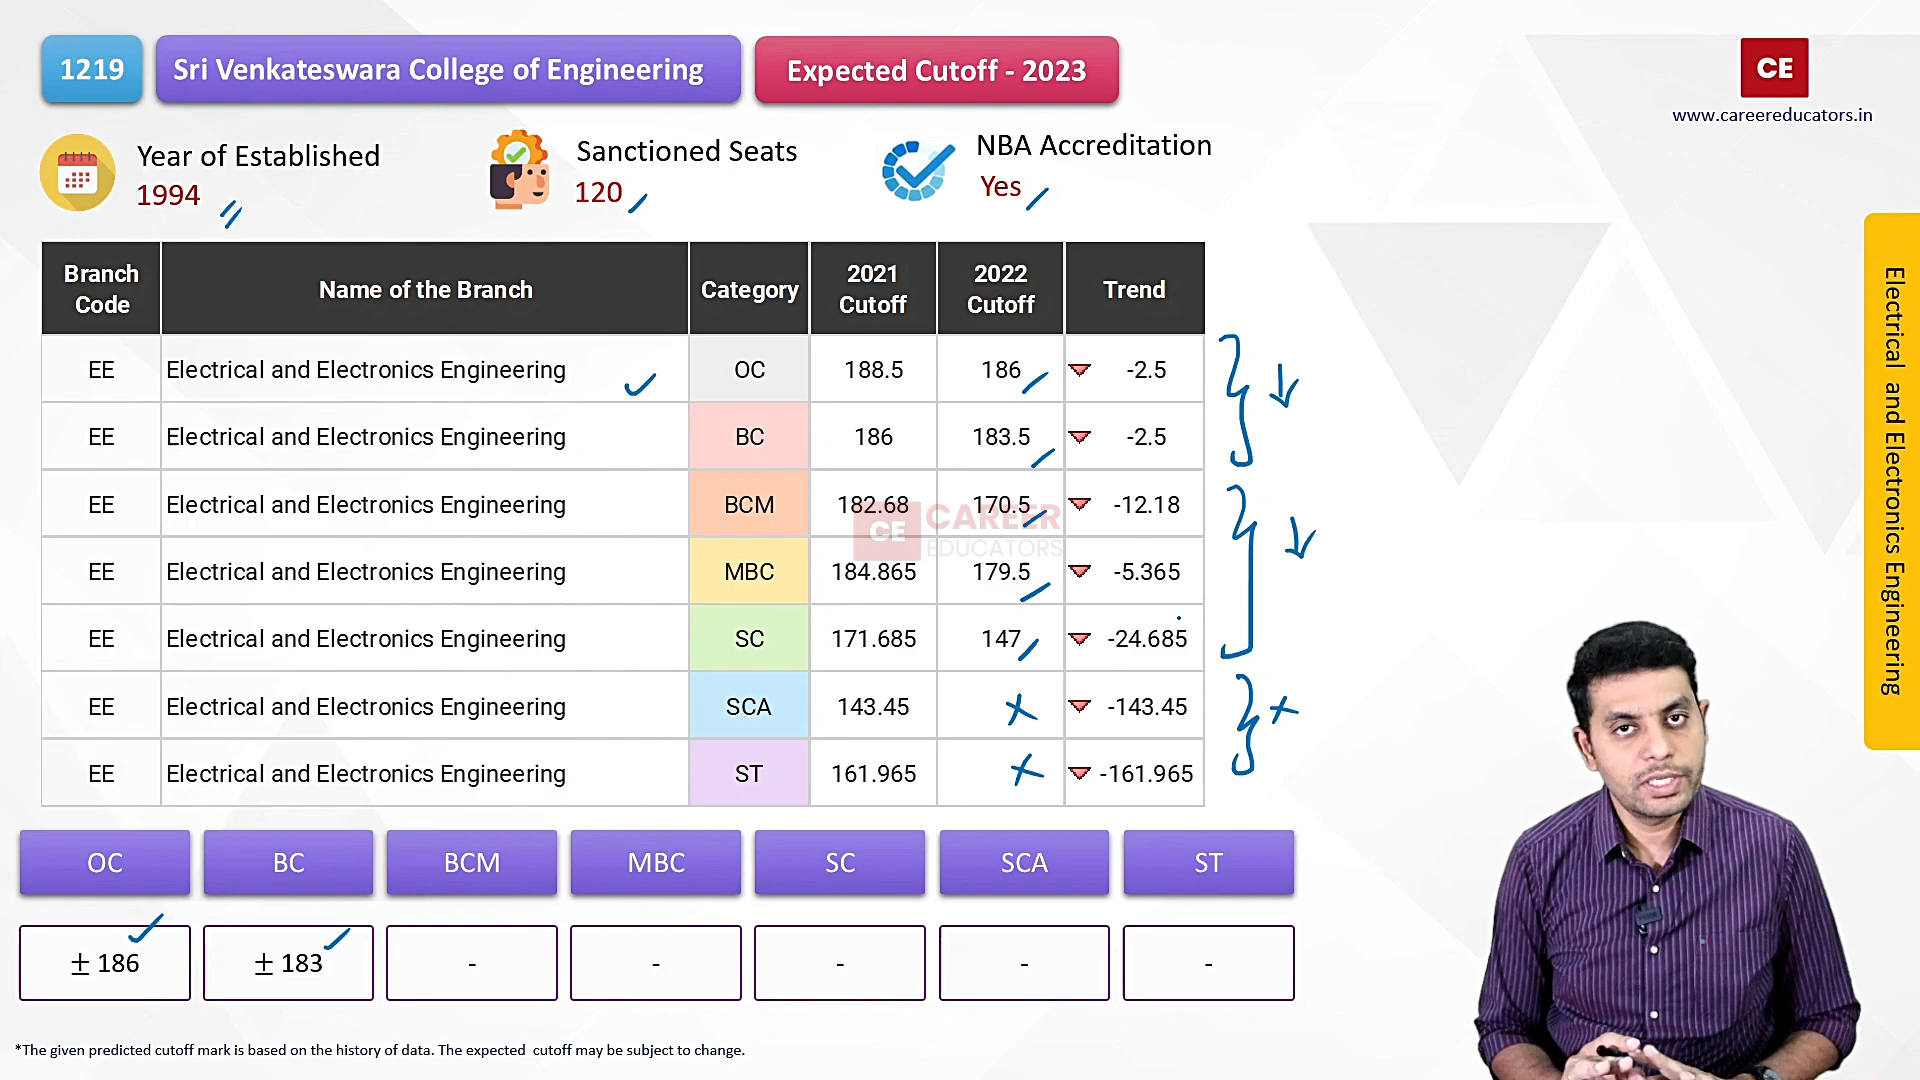 1219 Sri Venkateswara College of Engineering Expected Cutoff - 2023
CE
www.careereducators.in
Year of Established
1994
Sanctioned Seats
120
NBA Accreditation
Yes
Branch Code Name of the Branch Category 2021 Cutoff 2022 Cutoff Trend
EE Electrical and Electronics Engineering OC 188.5 186 -2.5
EE Electrical and Electronics Engineering BC 186 183.5 -2.5
EE Electrical and Electronics Engineering BCM 182.68 170.5 -12.18
EE Electrical and Electronics Engineering MBC 184.865 179.5 -5.365
EE Electrical and Electronics Engineering SC 171.685 147 -24.685
EE Electrical and Electronics Engineering SCA 143.45 -143.45
EE Electrical and Electronics Engineering ST 161.965 -161.965
CE CAREER
EDUCATORS
Electrical and Electronics Engineering
OC BC BCM MBC SC SCA ST
± 186 ± 183 - - - - -
*The given predicted cutoff mark is based on the history of data. The expected cutoff may be subject to change.